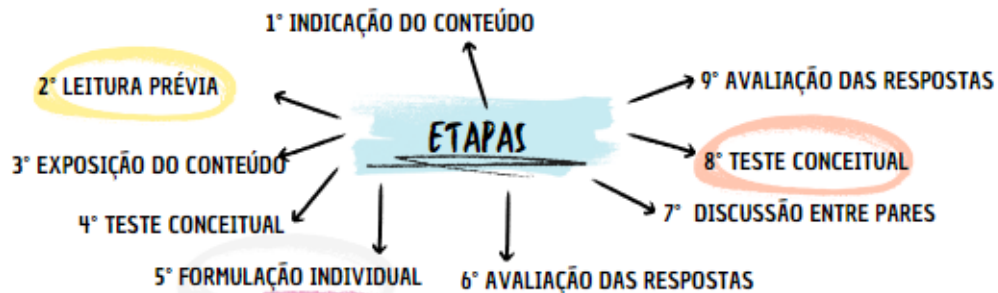 ETAPAS
1° INDICAÇÃO DO CONTEÚDO
2° LEITURA PRÉVIA
3° EXPOSIÇÃO DO CONTEÚDO
4° TESTE CONCEITUAL
5° FORMULAÇÃO INDIVIDUAL
6° AVALIAÇÃO DAS RESPOSTAS
7° DISCUSSÃO ENTRE PARES
8° TESTE CONCEITUAL
9° AVALIAÇÃO DAS RESPOSTAS